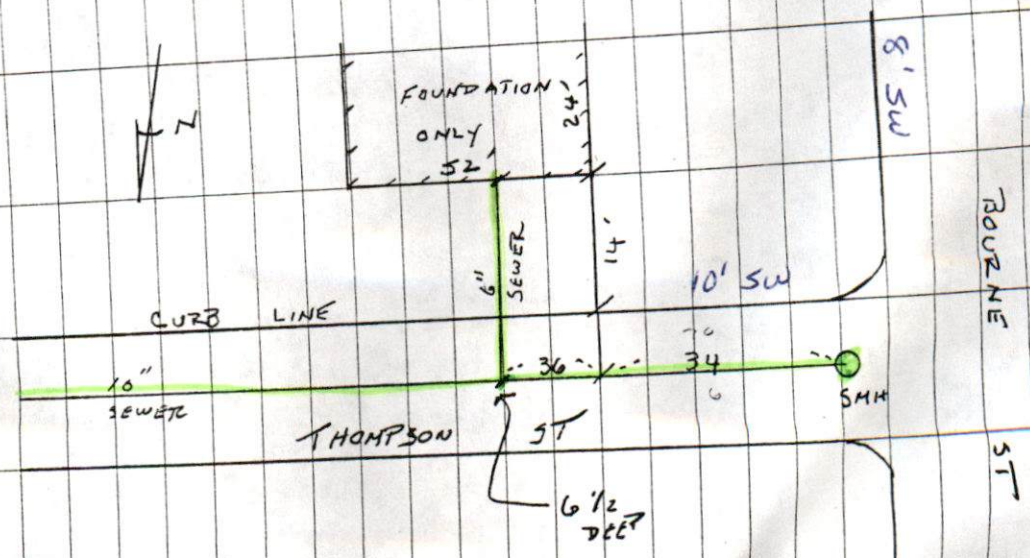 N
FOUNDATION
ONLY
52
24'
8' SW
BOURNE
ST
6" SEWER
14'
10' SW
CURB LINE
10"
SEWER
36
34
SMH
THOMPSON ST
6 1/2
DEEP